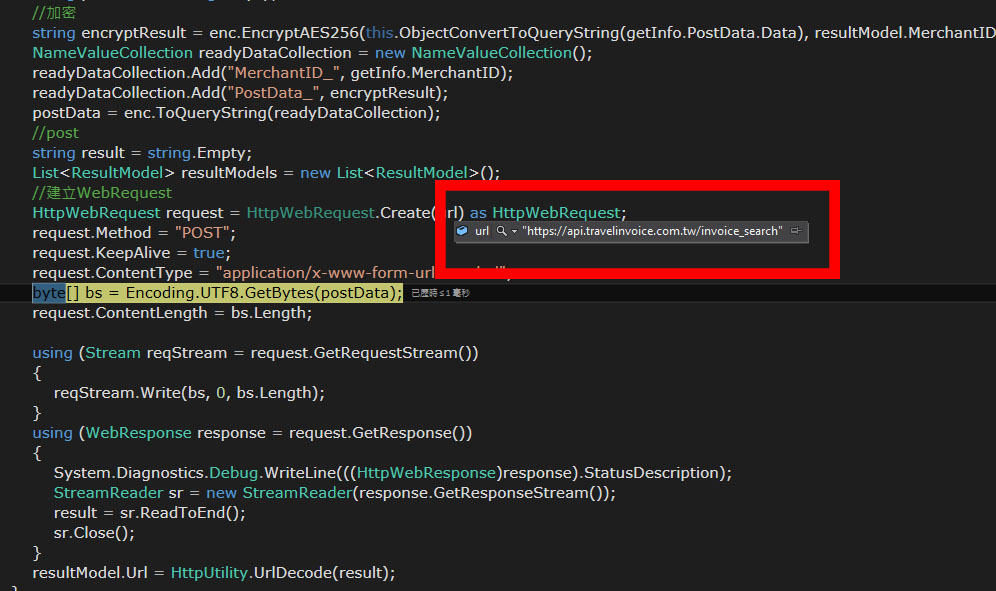 //加密
string encryptResult = enc.EncryptAES256(this.ObjectConvertToQueryString(getInfo.PostData.Data), resultModel.MerchantID
NameValueCollection readyDataCollection = new NameValueCollection();
readyDataCollection.Add("MerchantID_", getInfo.MerchantID);
readyDataCollection.Add("PostData_", encryptResult);
postData = enc.ToQueryString(readyDataCollection);
//post
string result = string.Empty;
List<ResultModel> resultModels = new List<ResultModel>();
//建立WebRequest
HttpWebRequest request = HttpWebRequest.Create(url) as HttpWebRequest;
request.Method = "POST";
url "https://api.travelinvoice.com.tw/invoice_search"
request.KeepAlive = true;
request.ContentType = "application/x-www-form-url
byte[] bs = Encoding.UTF8.GetBytes(postData); 已歷時 ≤ 1 毫秒
request.ContentLength = bs.Length;
using (Stream reqStream = request.GetRequestStream())
{
reqStream.Write(bs, 0, bs.Length);
}
using (WebResponse response = request.GetResponse())
{
System.Diagnostics.Debug.WriteLine(((HttpWebResponse)response).StatusDescription);
StreamReader sr = new StreamReader(response.GetResponseStream());
result = sr.ReadToEnd();
sr.Close();
}
resultModel.Url = HttpUtility.UrlDecode(result);